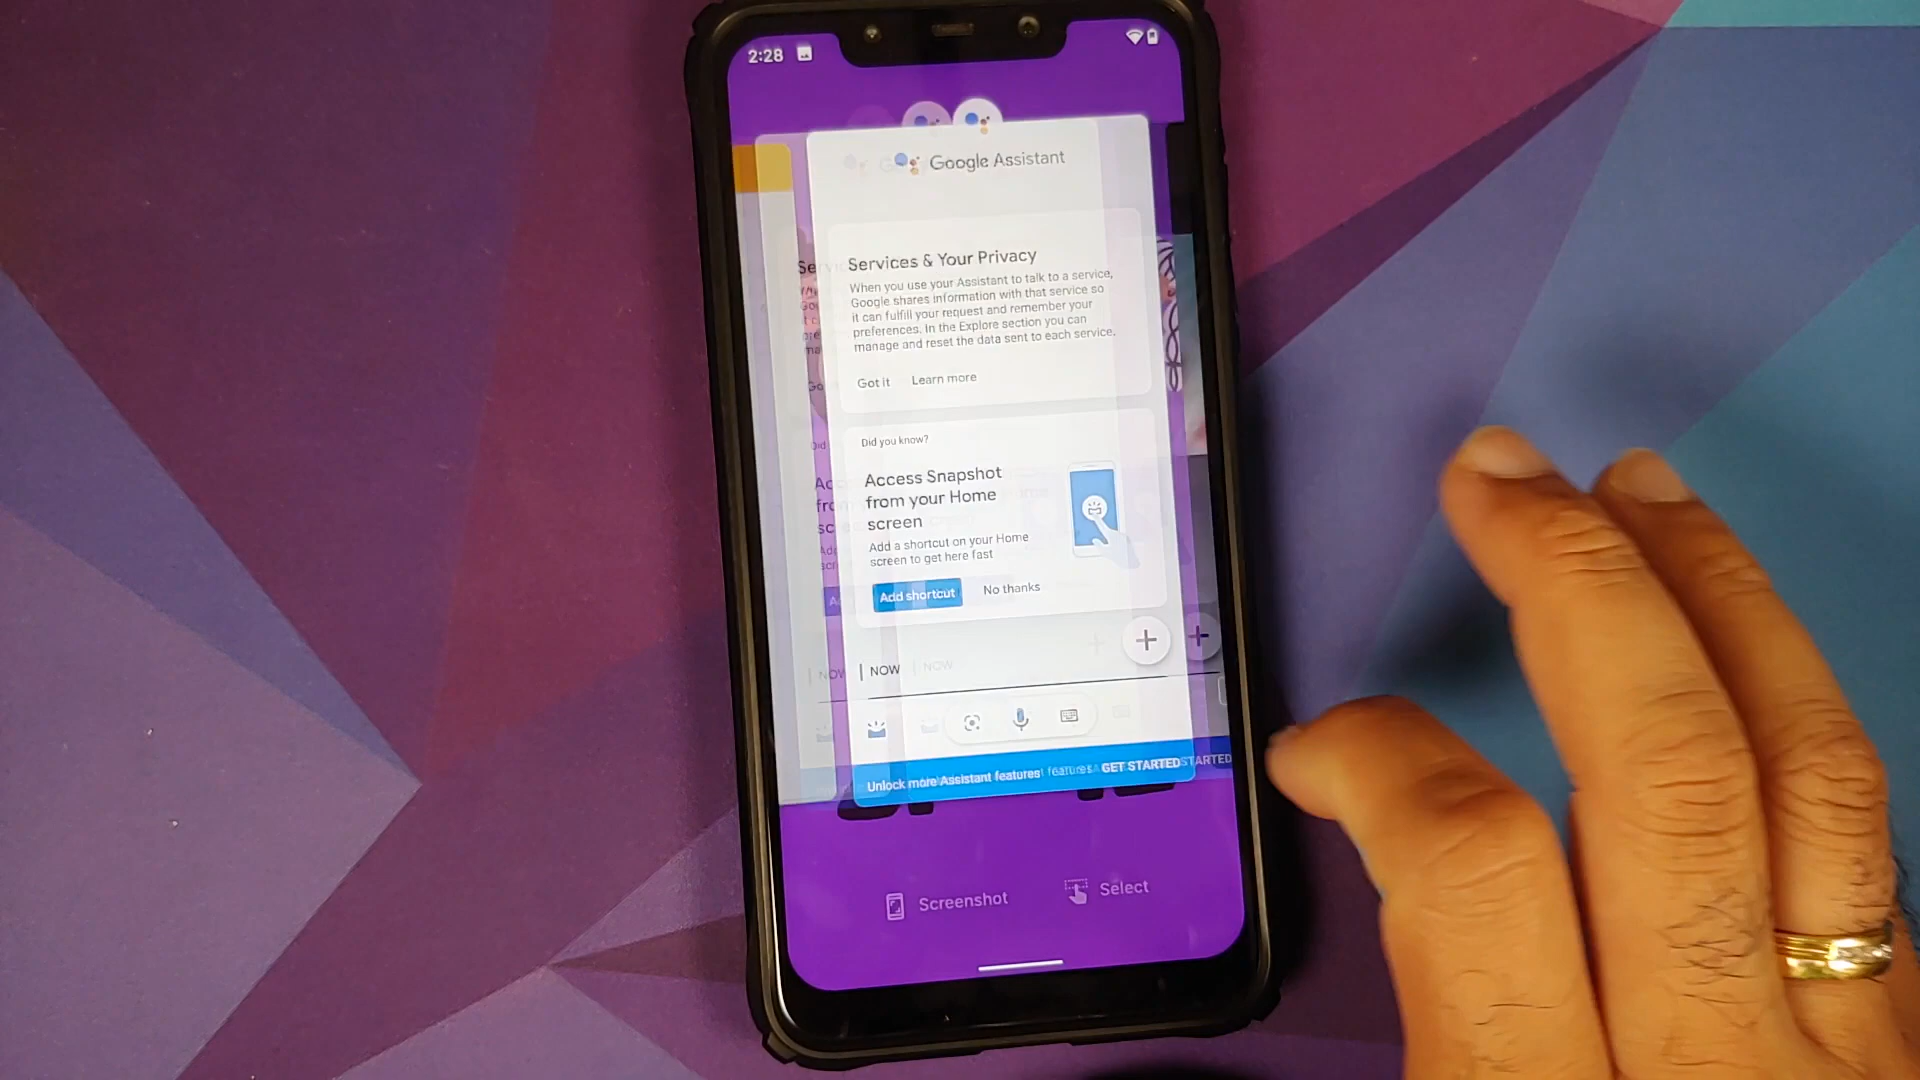 2:28
Google Assistant
Services & Your Privacy
When you use your Assistant to talk to a service,
Google shares information with that service so
it can fulfill your request and remember your
preferences. In the Explore section you can
manage and reset the data sent to each service.
Got it Learn more
Did you know?
Access Snapshot
from your Home
screen
Add a shortcut on your Home
screen to get here fast
Add shortcut No thanks
NOW NOW NOW
Unlock more Assistant features features GET STARTED STARTED
Screenshot Select